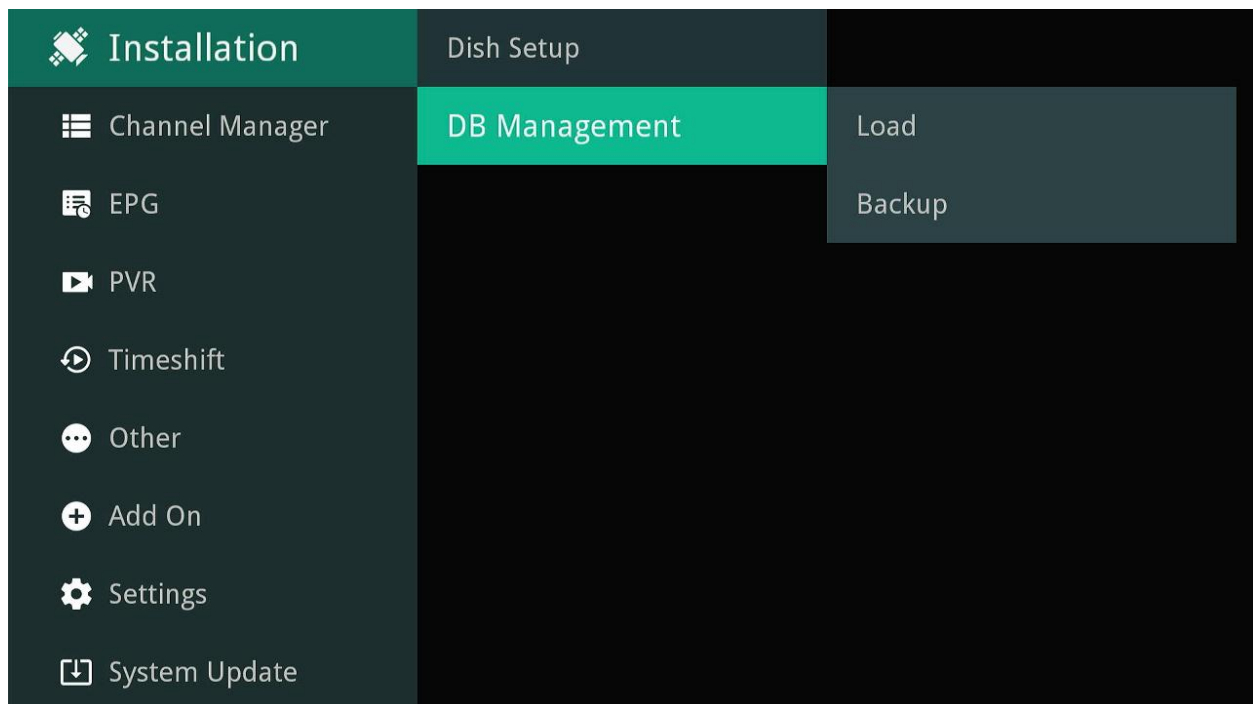 Installation
Channel Manager
EPG
PVR
Timeshift
Other
Add On
Settings
System Update
Dish Setup
DB Management
Load
Backup